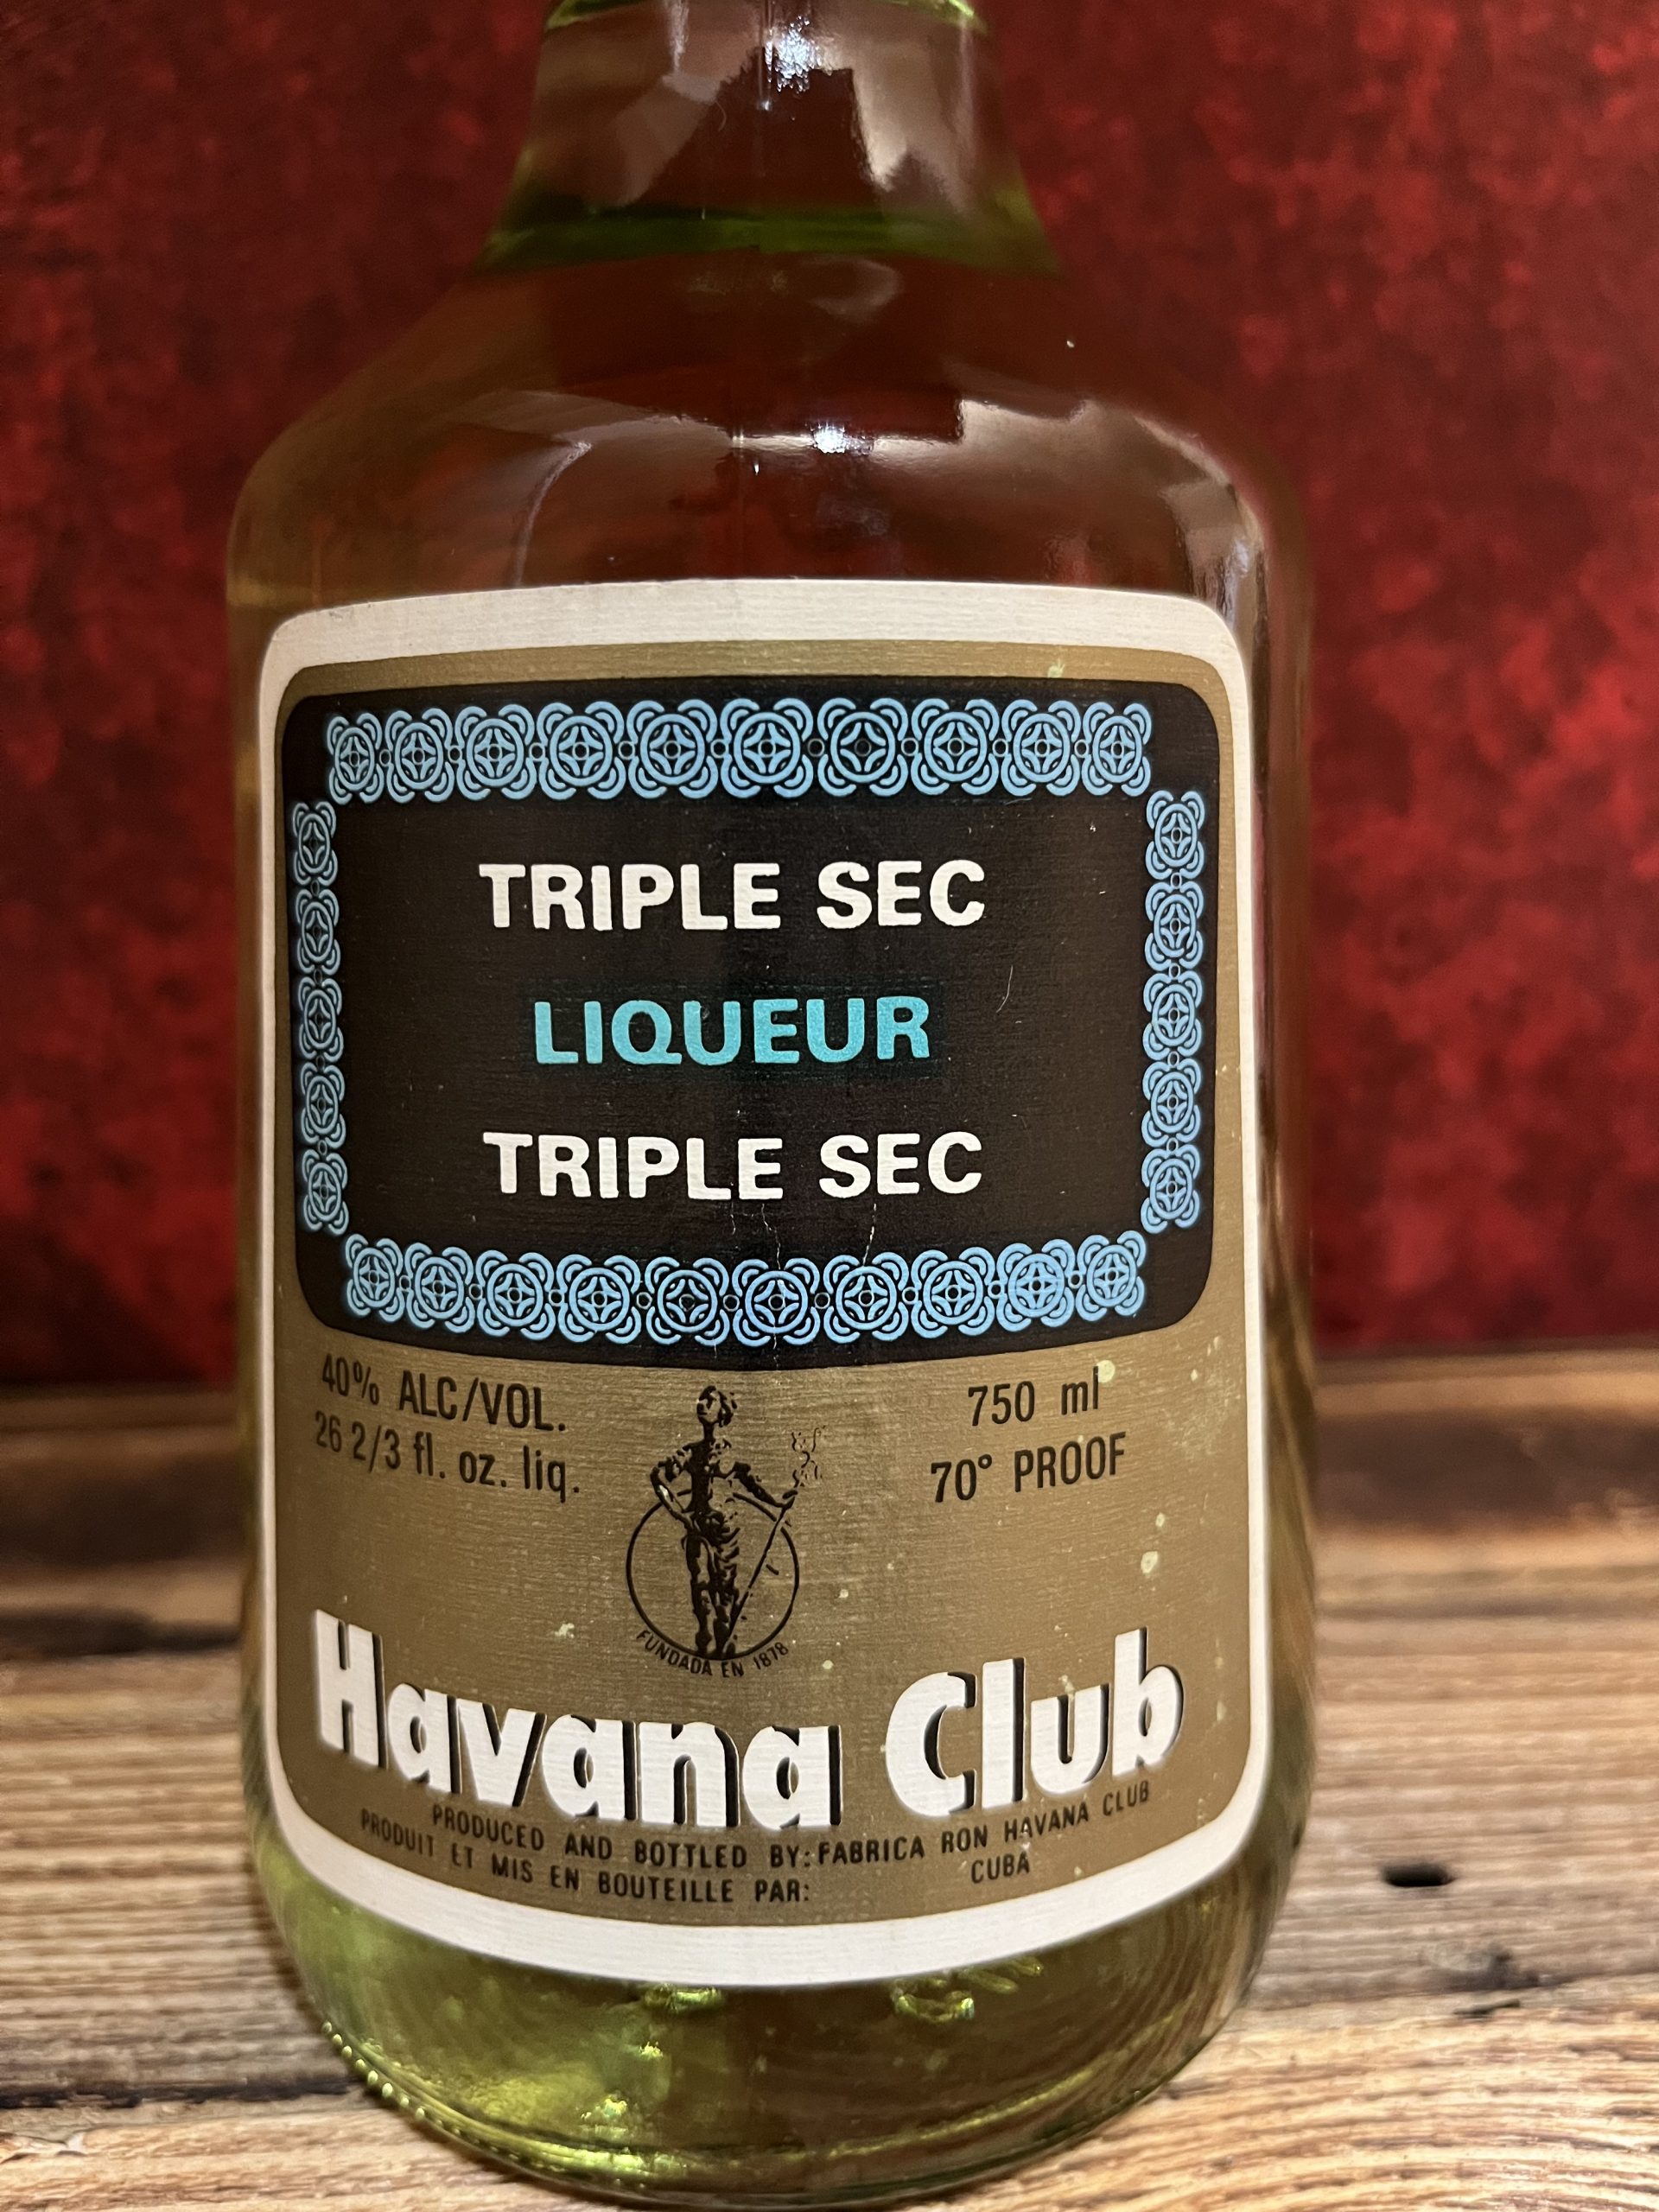 TRIPLE SEC
LIQUEUR
TRIPLE SEC
40% ALC/VOL.
26 2/3 fl. oz. liq.
750 ml
70° PROOF
FUNDADA EN 1878
Havana Club
PRODUCED AND BOTTLED BY: FABRICA RON HAVANA CLUB
PRODUIT ET MIS EN BOUTEILLE PAR: CUBA